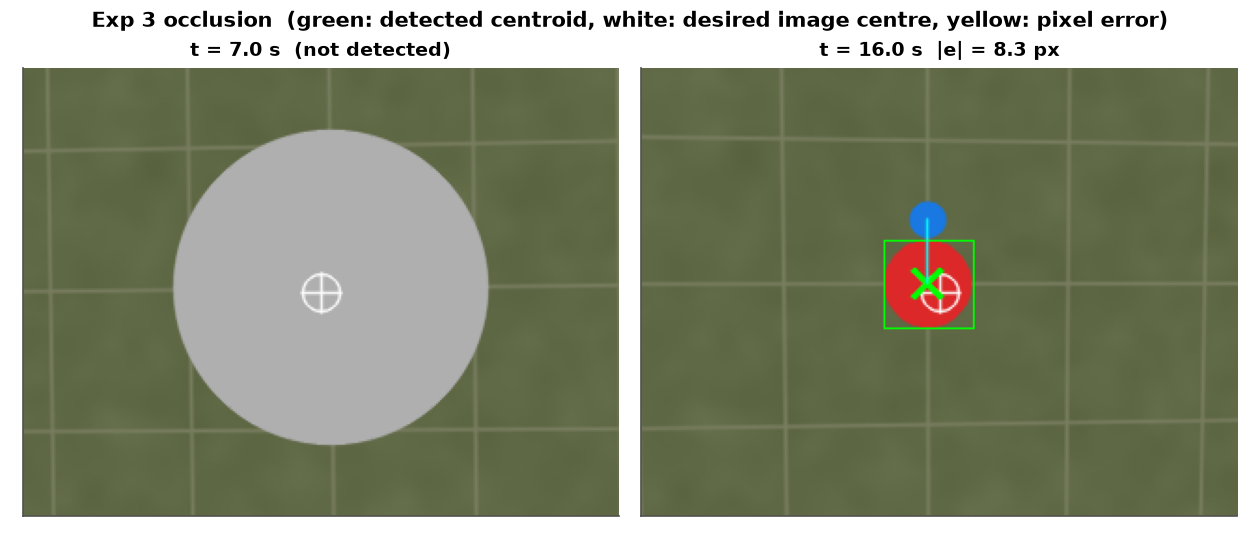 Exp 3 occlusion  (green: detected centroid, white: desired image centre, yellow: pixel error)
t = 7.0 s  (not detected)
t = 16.0 s  |e| = 8.3 px